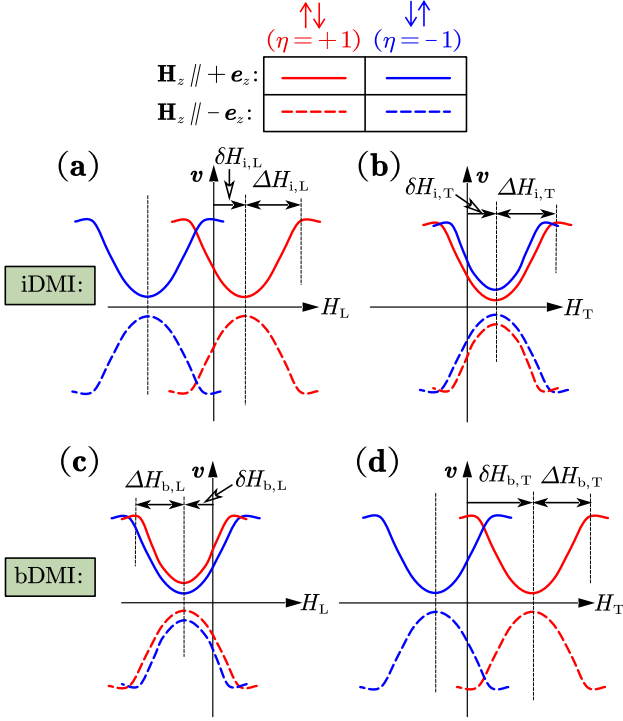 ↑↓ ↓↑
(η=+1) (η=−1)
H_z // + e_z:
H_z // − e_z:
(a) (b)
v δH_i,L ΔH_i,L
δH_i,T v ΔH_i,T
iDMI: H_L H_T
(c) (d)
ΔH_b,L v δH_b,L
v δH_b,T ΔH_b,T
bDMI: H_L H_T